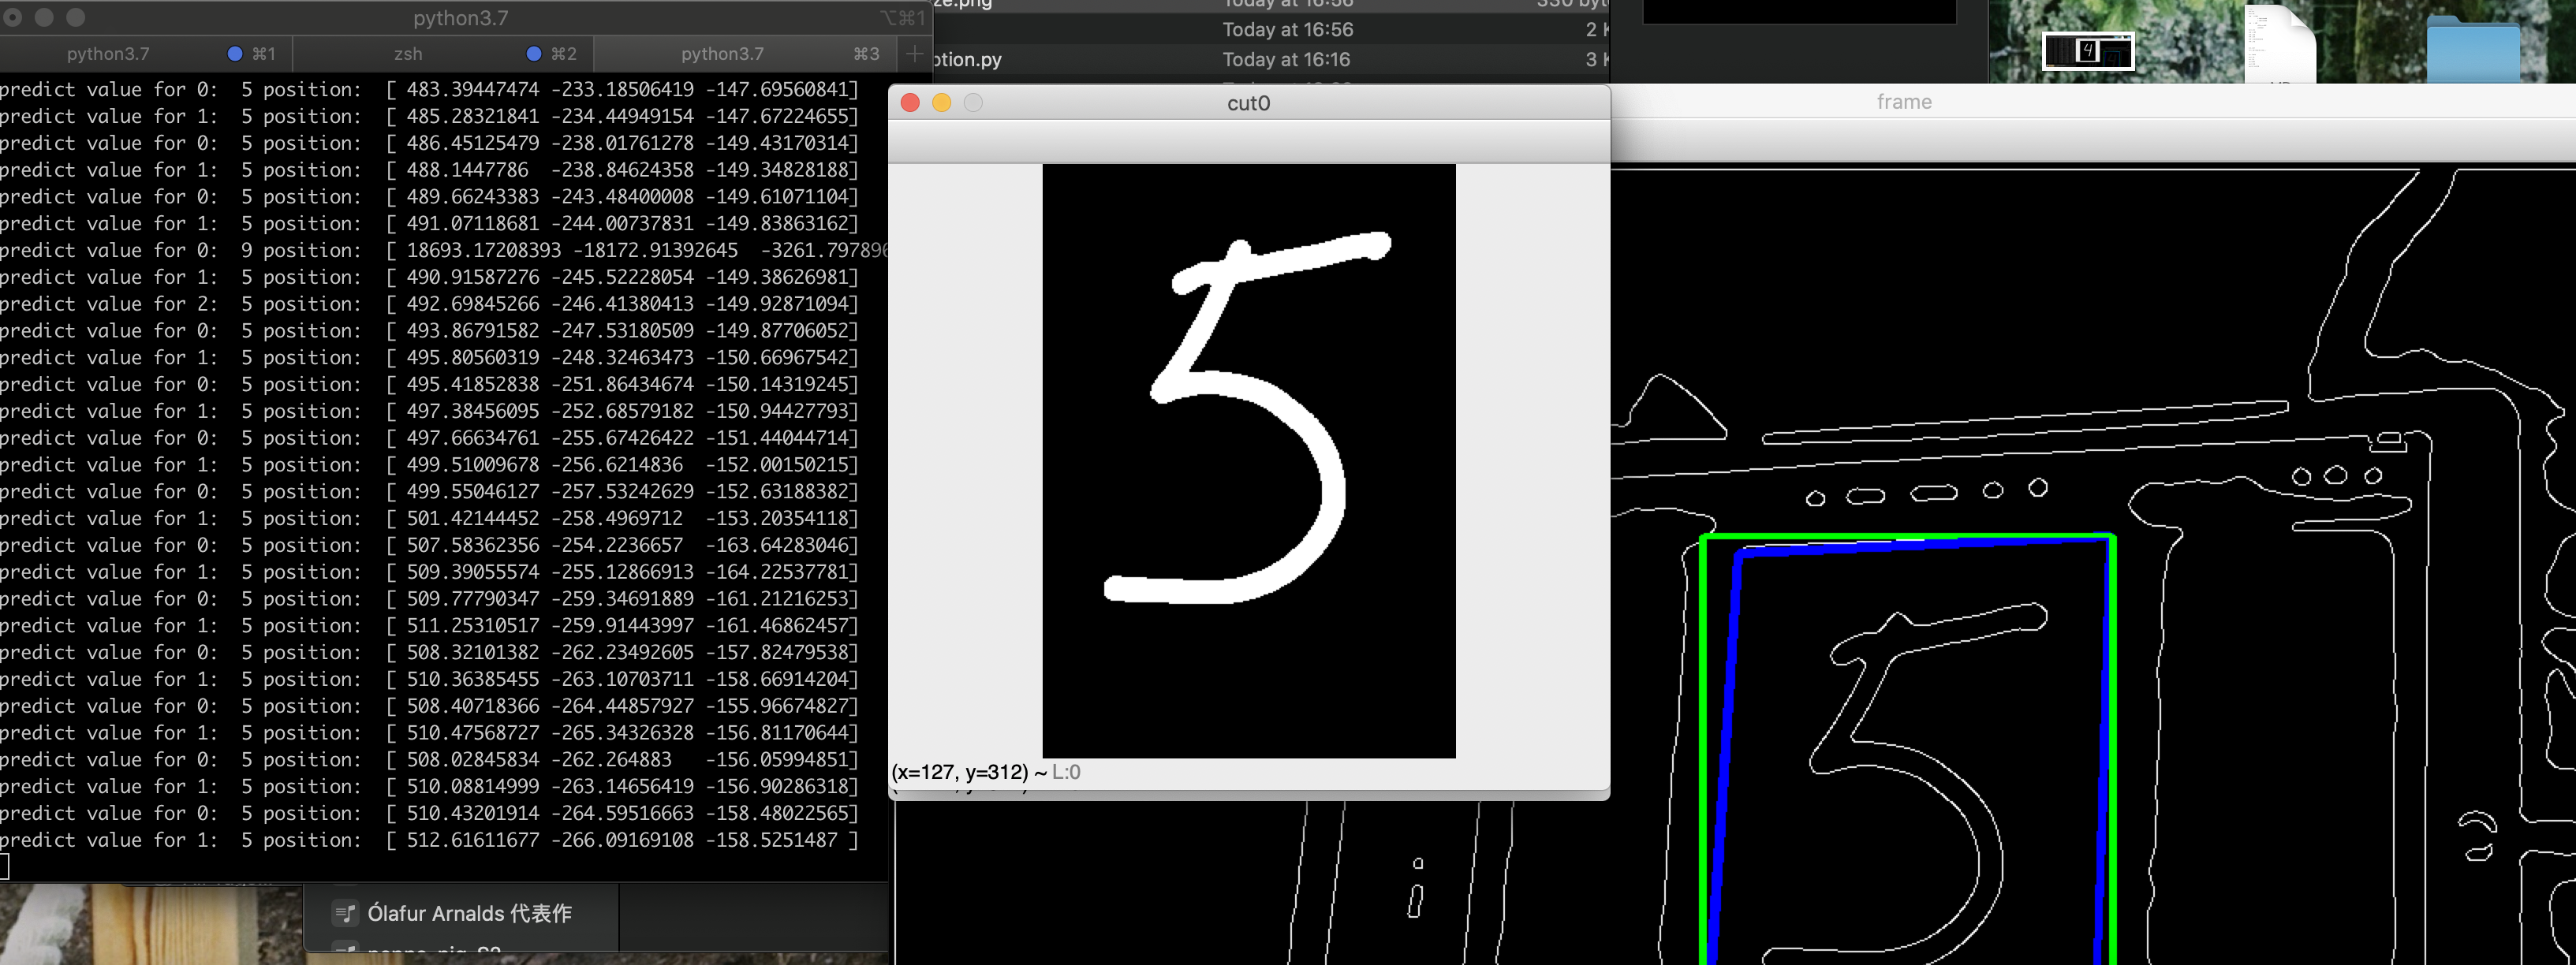 python3.7
⌥⌘1
python3.7 ⌘1 zsh ⌘2 python3.7 ⌘3 +
predict value for 0: 5 position: [ 483.39447474 -233.18506419 -147.69560841]
predict value for 1: 5 position: [ 485.28321841 -234.44949154 -147.67224655]
predict value for 0: 5 position: [ 486.45125479 -238.01761278 -149.43170314]
predict value for 1: 5 position: [ 488.1447786 -238.84624358 -149.34828188]
predict value for 0: 5 position: [ 489.66243383 -243.48400008 -149.61071104]
predict value for 1: 5 position: [ 491.07118681 -244.00737831 -149.83863162]
predict value for 0: 9 position: [ 18693.17208393 -18172.91392645 -3261.797896
predict value for 1: 5 position: [ 490.91587276 -245.52228054 -149.38626981]
predict value for 2: 5 position: [ 492.69845266 -246.41380413 -149.92871094]
predict value for 0: 5 position: [ 493.86791582 -247.53180509 -149.87706052]
predict value for 1: 5 position: [ 495.80560319 -248.32463473 -150.66967542]
predict value for 0: 5 position: [ 495.41852838 -251.86434674 -150.14319245]
predict value for 1: 5 position: [ 497.38456095 -252.68579182 -150.94427793]
predict value for 0: 5 position: [ 497.66634761 -255.67426422 -151.44044714]
predict value for 1: 5 position: [ 499.51009678 -256.6214836 -152.00150215]
predict value for 0: 5 position: [ 499.55046127 -257.53242629 -152.63188382]
predict value for 1: 5 position: [ 501.42144452 -258.4969712 -153.20354118]
predict value for 0: 5 position: [ 507.58362356 -254.2236657 -163.64283046]
predict value for 1: 5 position: [ 509.39055574 -255.12866913 -164.22537781]
predict value for 0: 5 position: [ 509.77790347 -259.34691889 -161.21216253]
predict value for 1: 5 position: [ 511.25310517 -259.91443997 -161.46862457]
predict value for 0: 5 position: [ 508.32101382 -262.23492605 -157.82479538]
predict value for 1: 5 position: [ 510.36385455 -263.10703711 -158.66914204]
predict value for 0: 5 position: [ 508.40718366 -264.44857927 -155.96674827]
predict value for 1: 5 position: [ 510.47568727 -265.34326328 -156.81170644]
predict value for 0: 5 position: [ 508.02845834 -262.264883 -156.05994851]
predict value for 1: 5 position: [ 510.08814999 -263.14656419 -156.90286318]
predict value for 0: 5 position: [ 510.43201914 -264.59516663 -158.48022565]
predict value for 1: 5 position: [ 512.61611677 -266.09169108 -158.5251487 ]
Ólafur Arnalds 代表作
ze.png Today at 16:56 330 byt
Today at 16:56 2 K
ption.py Today at 16:16 3 K
cut0
5
(x=127, y=312) ~ L:0
4
frame
5